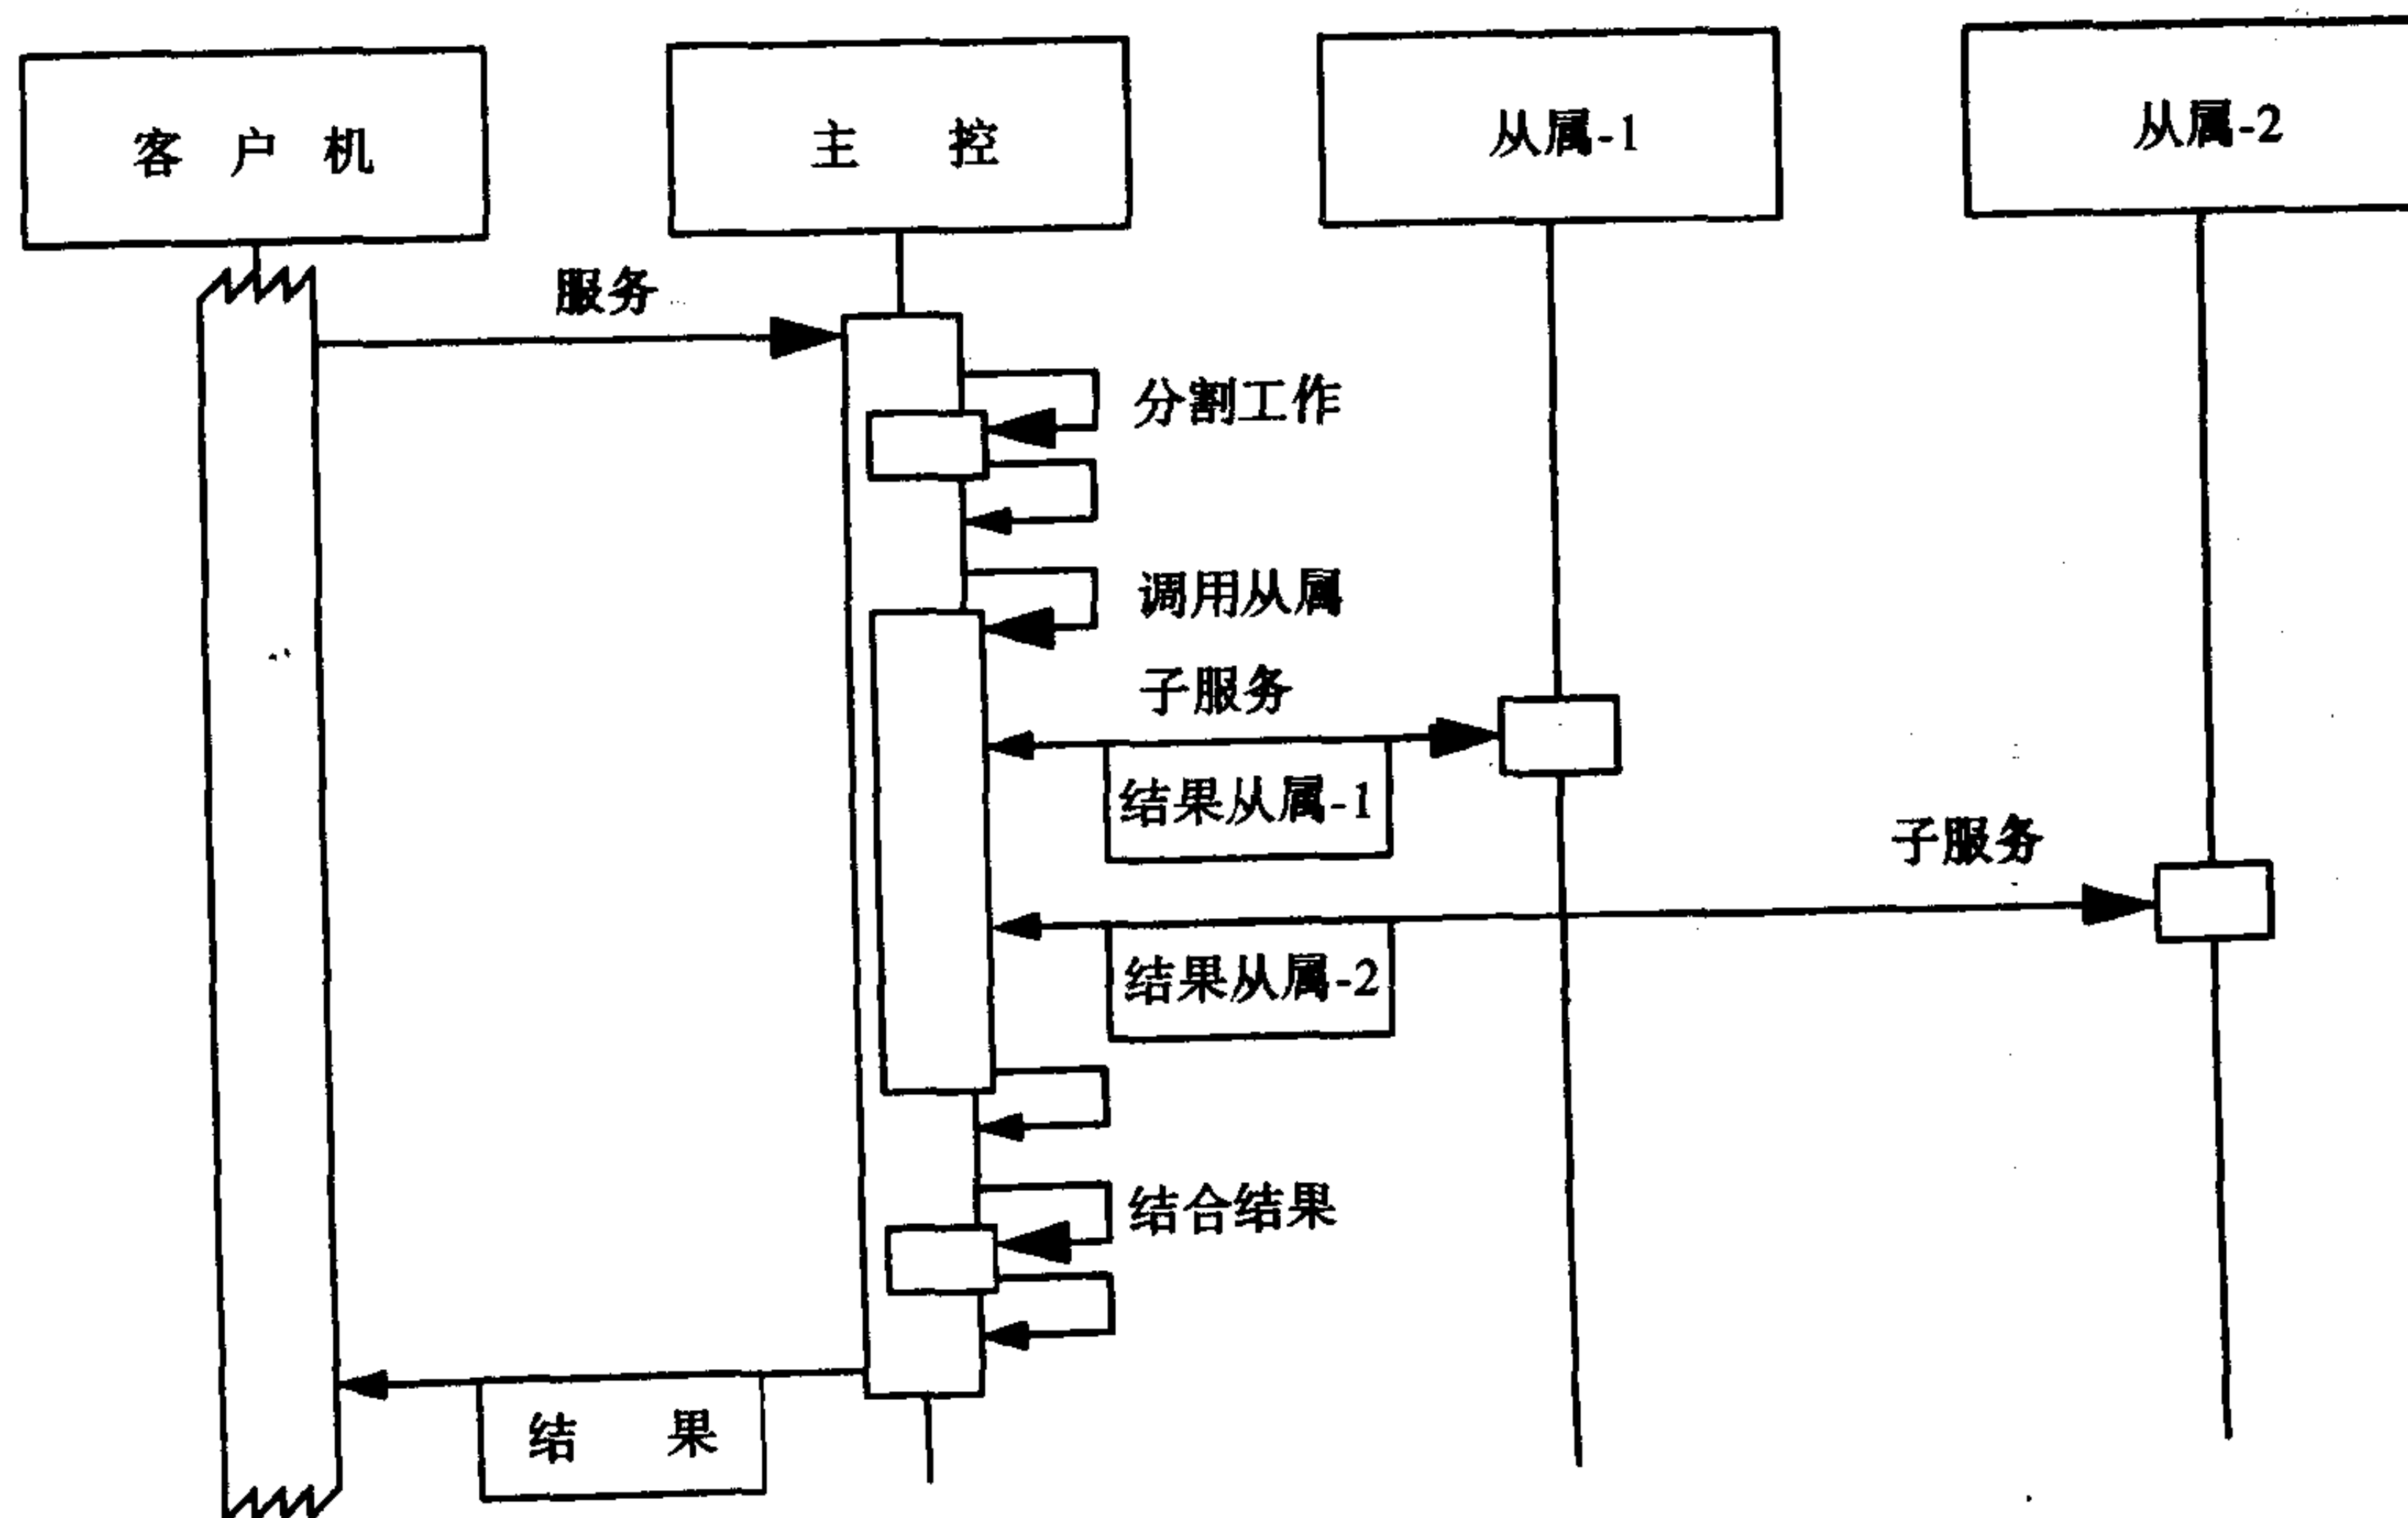 客户机
主控
从属-1
从属-2
服务
分割工作
调用从属
子服务
结果从属-1
子服务
结果从属-2
结合结果
结果